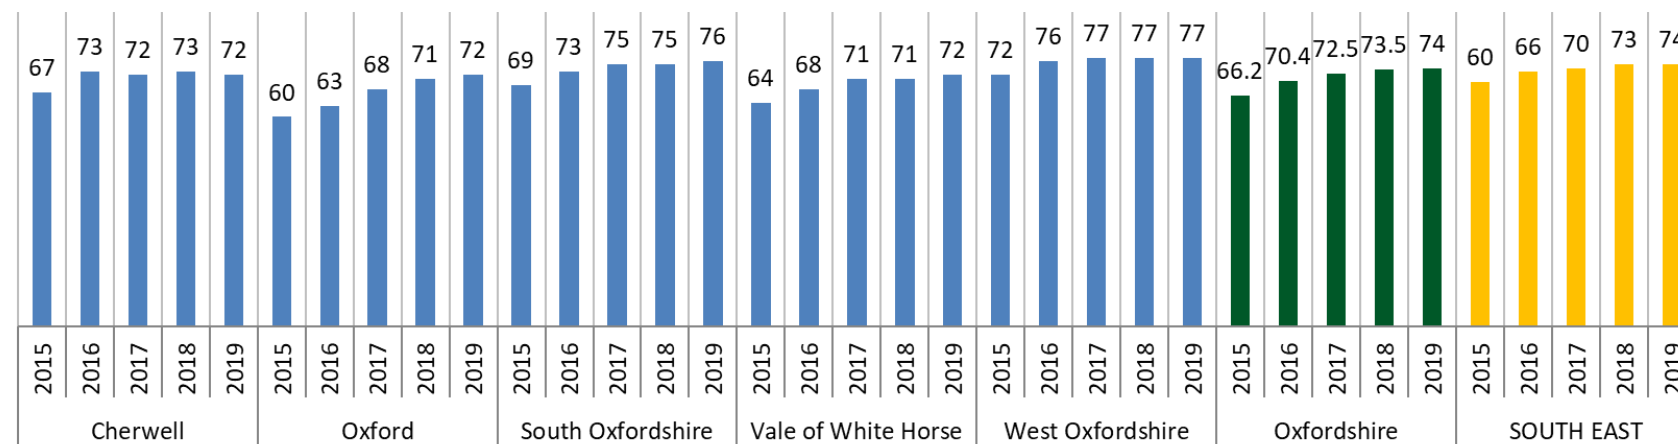 67 73 72 73 72 60 63 68 71 72 69 73 75 75 76 64 68 71 71 72 72 76 77 77 77 66.2 70.4 72.5 73.5 74 60 66 70 73 74
2015 2016 2017 2018 2019 2015 2016 2017 2018 2019 2015 2016 2017 2018 2019 2015 2016 2017 2018 2019 2015 2016 2017 2018 2019 2015 2016 2017 2018 2019 2015 2016 2017 2018 2019
Cherwell Oxford South Oxfordshire Vale of White Horse West Oxfordshire Oxfordshire SOUTH EAST